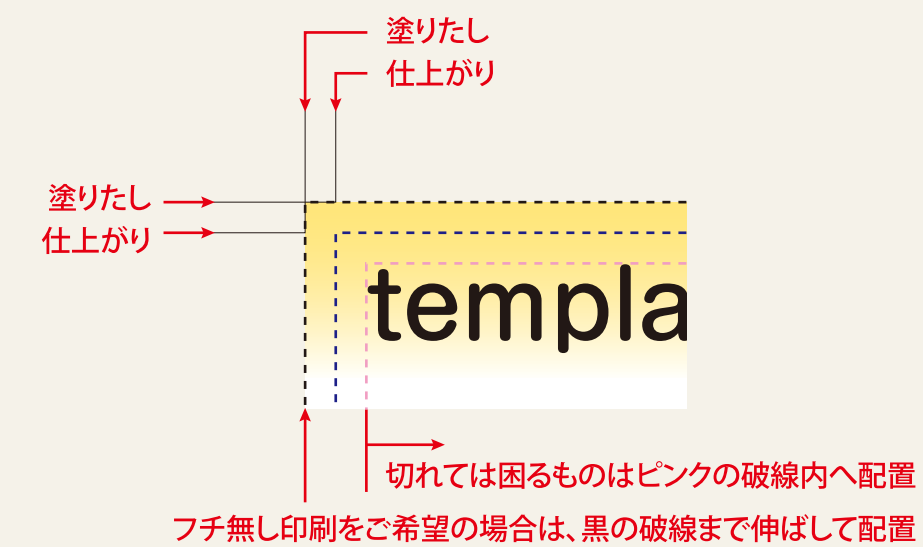 塗りたし
仕上がり
塗りたし
仕上がり
templa
切れては困るものはピンクの破線内へ配置
フチ無し印刷をご希望の場合は、黒の破線まで伸ばして配置